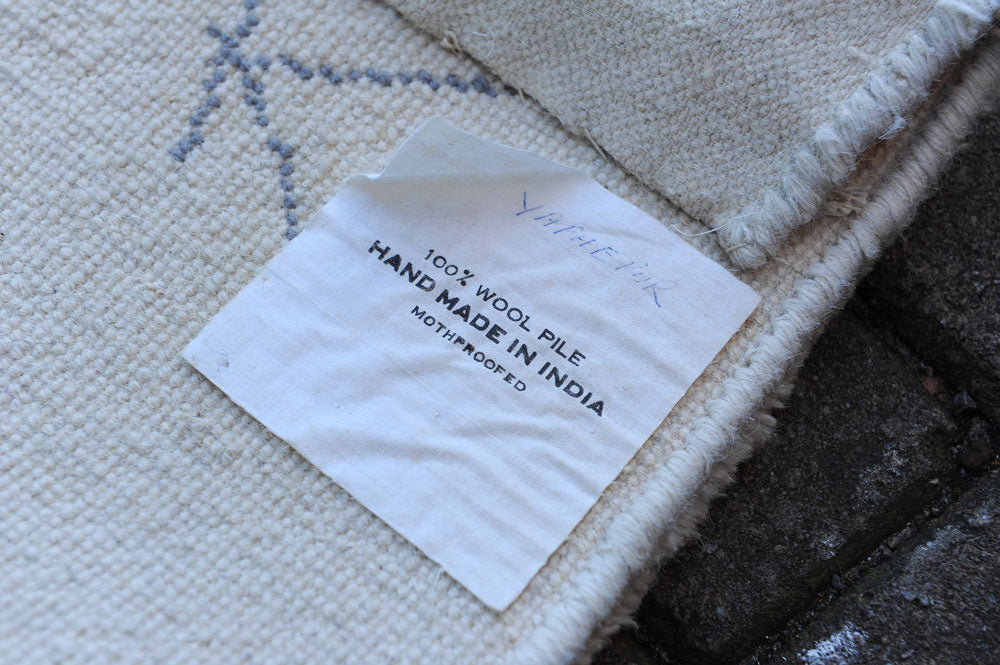 100% WOOL PILE
HAND MADE IN INDIA
MOTHPROOFED